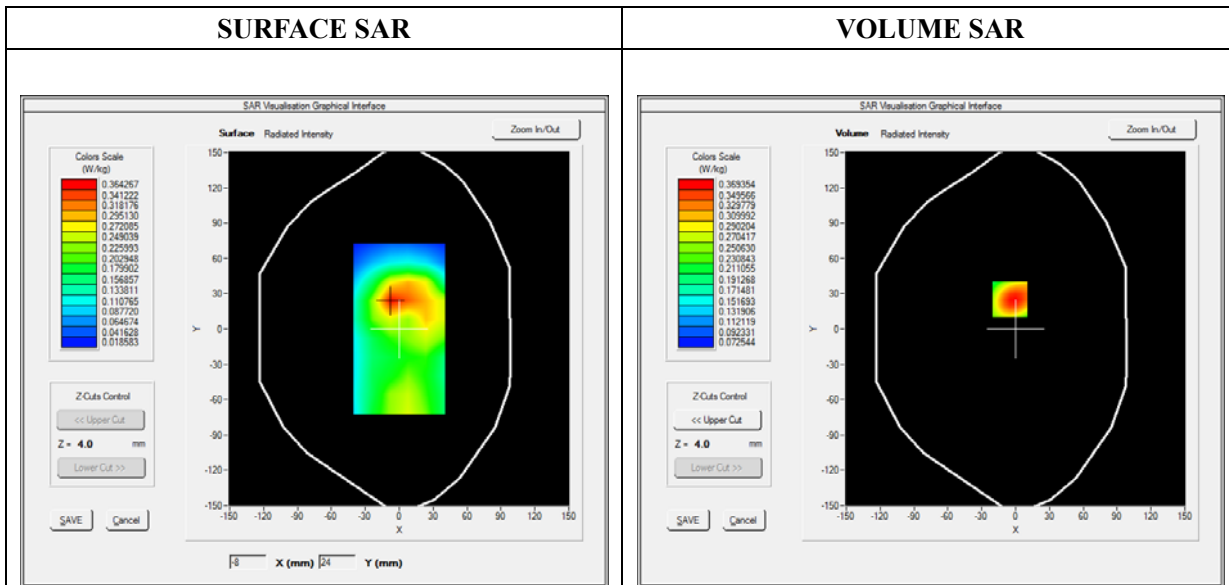 SURFACE SAR
VOLUME SAR
SAR Visualisation Graphical Interface
Surface Radiated Intensity
Zoom In/Out
Colors Scale
(W/kg)
0.364267
0.341222
0.318176
0.295130
0.272085
0.249039
0.225993
0.202948
0.179902
0.156857
0.133811
0.110765
0.087720
0.064674
0.041628
0.018583
150
120
90
60
30
0
-30
-60
-90
-120
-150
Y
-150 -120 -90 -60 -30 0 30 60 90 120 150
X
Z-Cuts Control
<< Upper Cut
Z = 4.0 mm
Lower Cut >>
SAVE Cancel
-8 X (mm) 24 Y (mm)
SAR Visualisation Graphical Interface
Volume Radiated Intensity
Zoom In/Out
Colors Scale
(W/kg)
0.369354
0.349566
0.329779
0.309992
0.290204
0.270417
0.250630
0.230843
0.211055
0.191268
0.171481
0.151693
0.131906
0.112119
0.092331
0.072544
150
120
90
60
30
0
-30
-60
-90
-120
-150
Y
-150 -120 -90 -60 -30 0 30 60 90 120 150
X
Z-Cuts Control
<< Upper Cut
Z = 4.0 mm
Lower Cut >>
SAVE Cancel